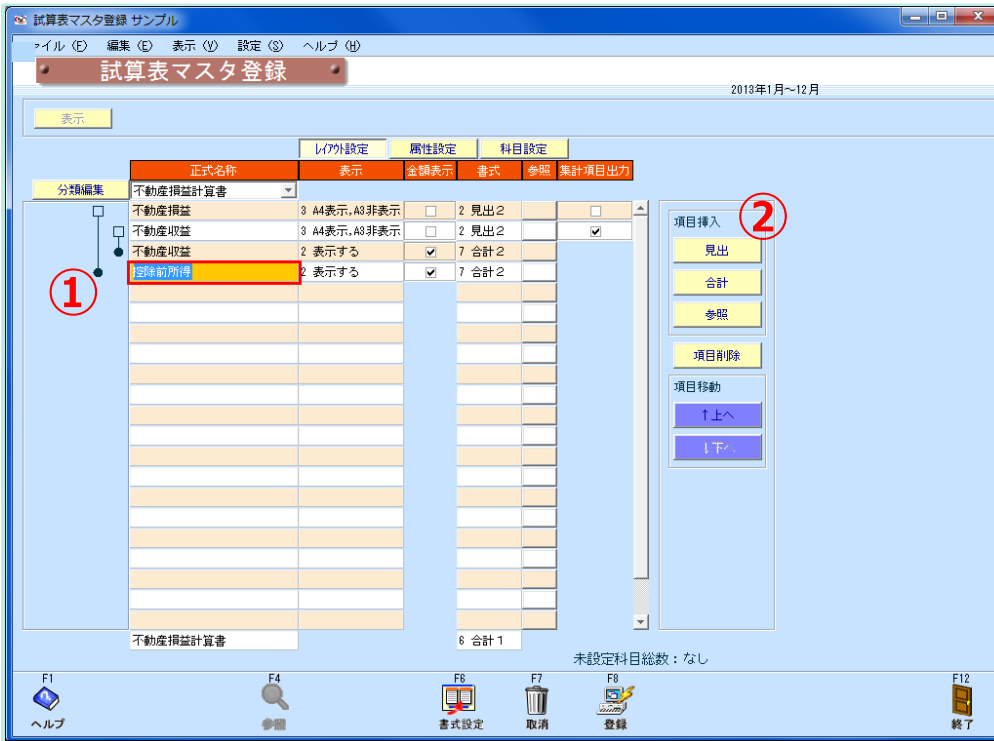 試算表マスタ登録 サンプル
ァイル (F) 編集 (E) 表示 (V) 設定 (S) ヘルプ (H)
試算表マスタ登録
2013年1月～12月
表示
レイアウト設定 属性設定 科目設定
正式名称 表示 金額表示 書式 参照 集計項目出力
分類編集 不動産損益計算書
不動産損益 3 A4表示,A3非表示 2 見出2
不動産収益 3 A4表示,A3非表示 2 見出2
不動産収益 2 表示する 7 合計2
控除前所得 2 表示する 7 合計2
①
②
項目挿入
見出
合計
参照
項目削除
項目移動
↑上へ
↓下へ
不動産損益計算書 6 合計1
未設定科目総数：なし
F1 F4 F6 F7 F8 F12
ヘルプ 参照 書式設定 取消 登録 終了